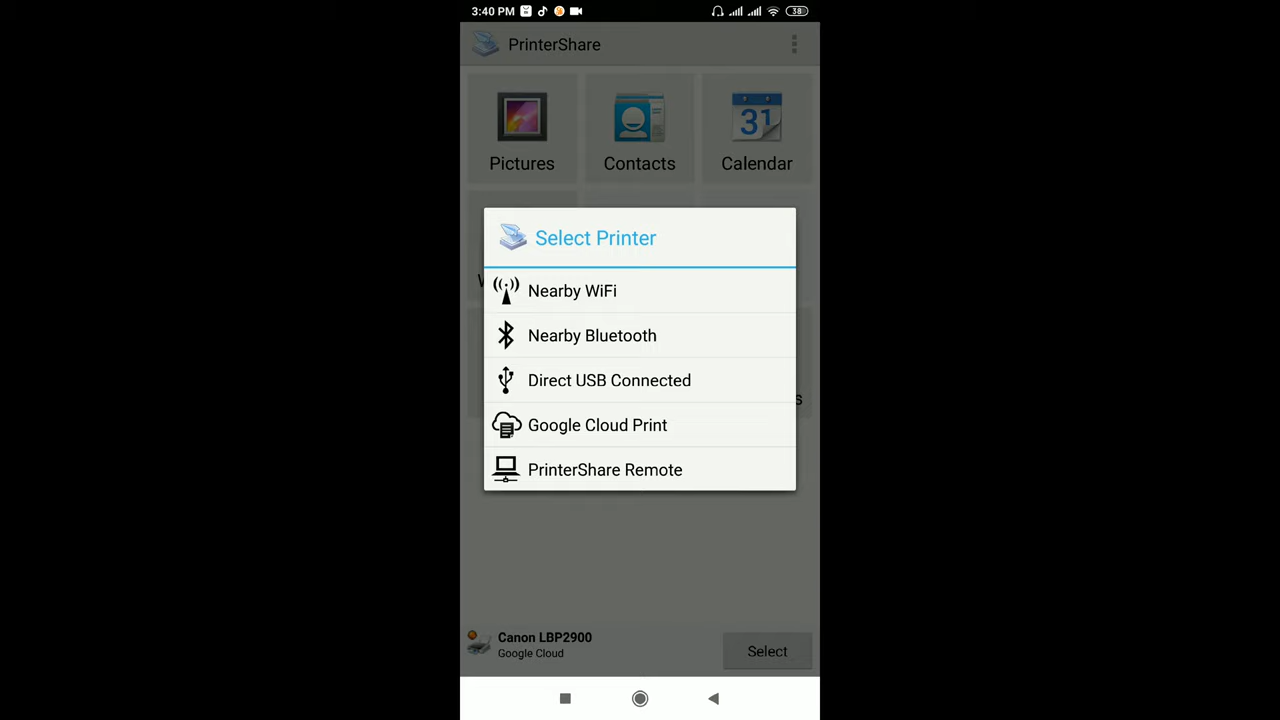 3:40 PM
38
PrinterShare
Pictures
Contacts
31
Calendar
Select Printer
Nearby WiFi
Nearby Bluetooth
Direct USB Connected
Google Cloud Print
PrinterShare Remote
s
Canon LBP2900
Google Cloud
Select